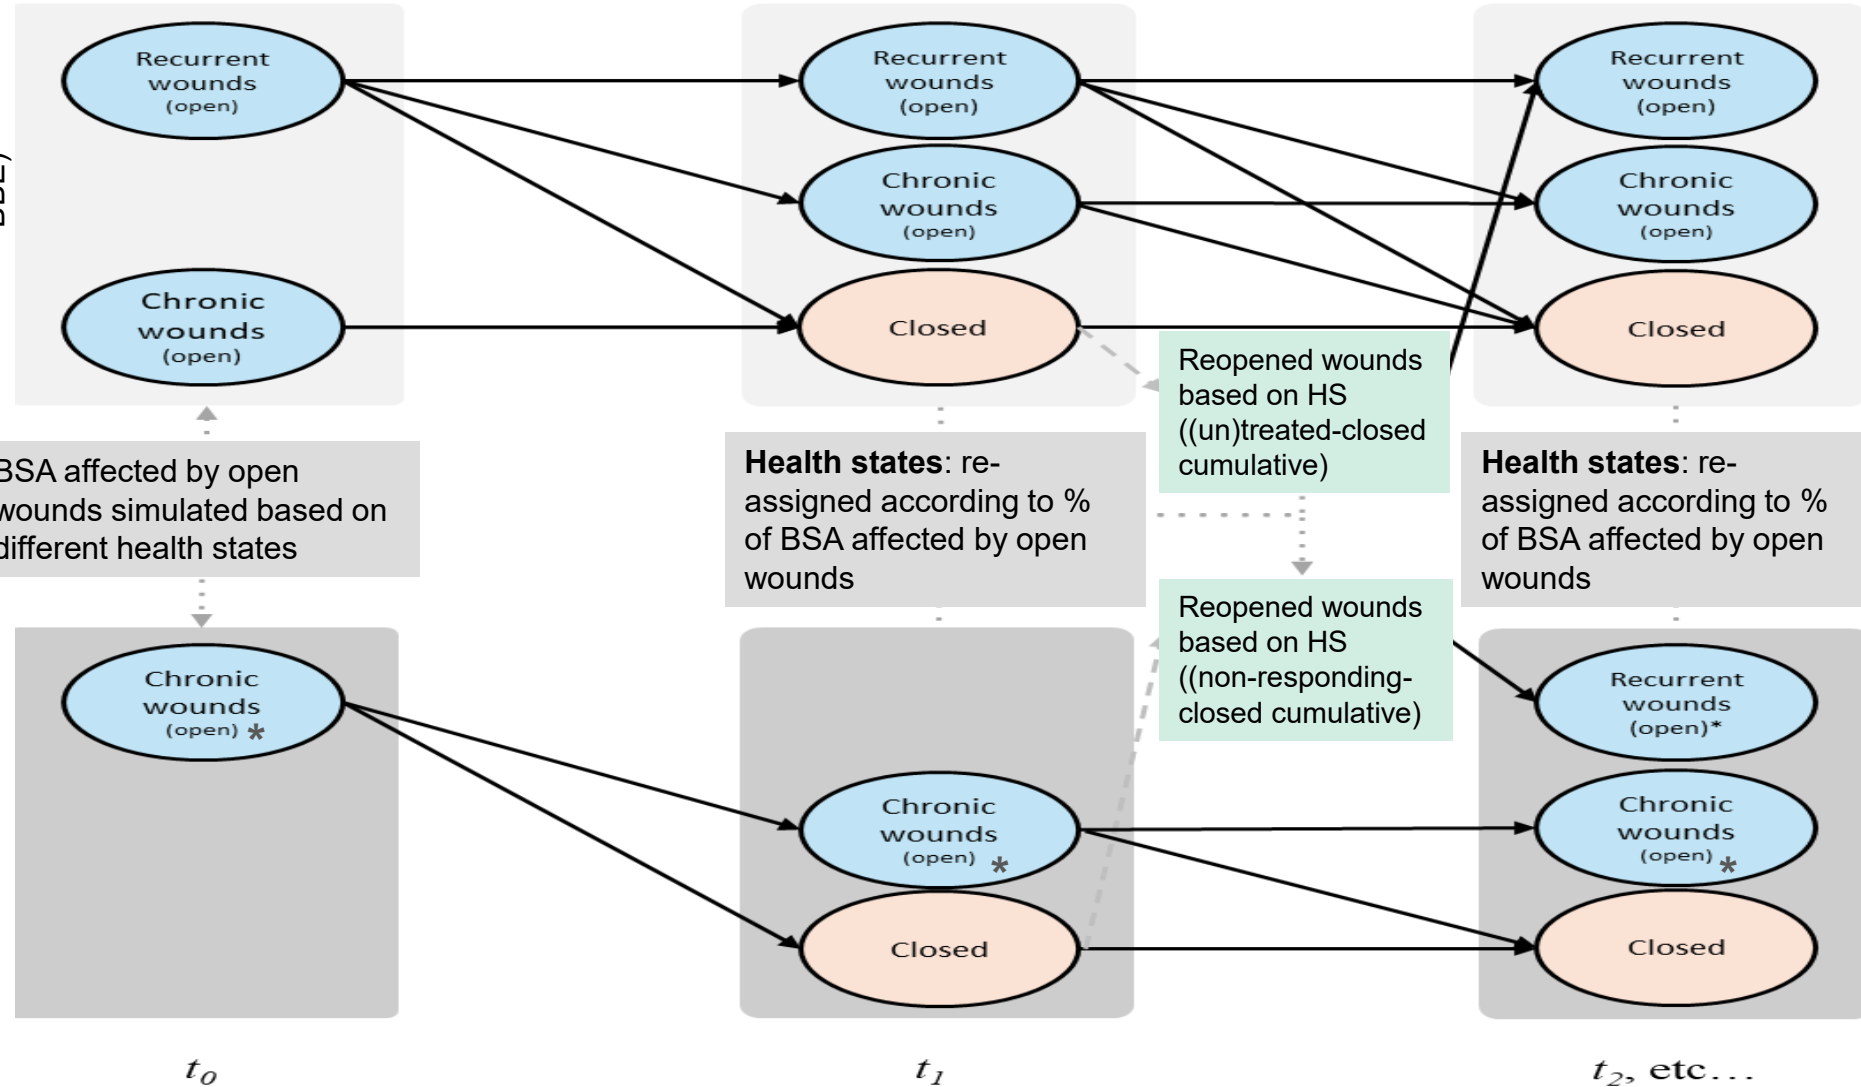 Recurrent
wounds
(open)
Recurrent
wounds
(open)
Recurrent
wounds
(open)
Chronic
wounds
(open)
Chronic
wounds
(open)
Chronic
wounds
(open)
Closed
Closed
Reopened wounds
based on HS
((un)treated-closed
cumulative)
BSA affected by open
wounds simulated based on
different health states
Health states: re-
assigned according to %
of BSA affected by open
wounds
Health states: re-
assigned according to %
of BSA affected by open
wounds
Reopened wounds
based on HS
((non-responding-
closed cumulative)
Chronic
wounds
(open) *
Recurrent
wounds
(open)*
Chronic
wounds
(open) *
Chronic
wounds
(open) *
Closed
Closed
t0
t1
t2, etc...